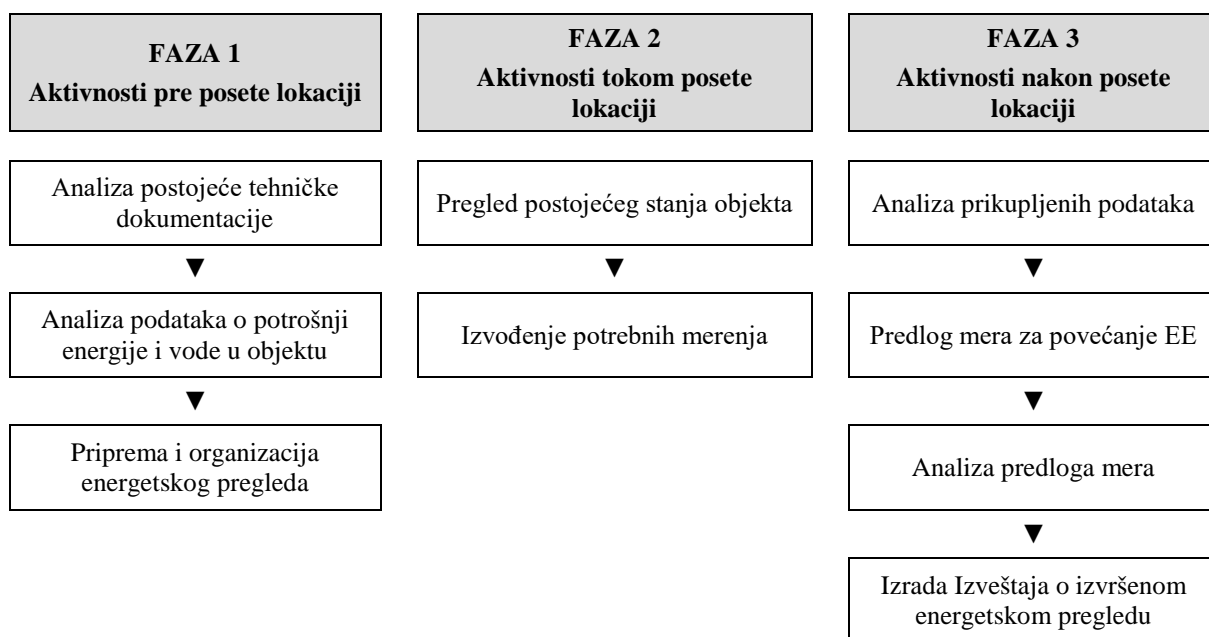 FAZA 1
Aktivnosti pre posete lokaciji
Analiza postojeće tehničke
dokumentacije
▼
Analiza podataka o potrošnji
energije i vode u objektu
▼
Priprema i organizacija
energetskog pregleda
FAZA 2
Aktivnosti tokom posete
lokaciji
Pregled postojećeg stanja objekta
▼
Izvođenje potrebnih merenja
FAZA 3
Aktivnosti nakon posete
lokaciji
Analiza prikupljenih podataka
▼
Predlog mera za povećanje EE
▼
Analiza predloga mera
▼
Izrada Izveštaja o izvršenom
energetskom pregledu